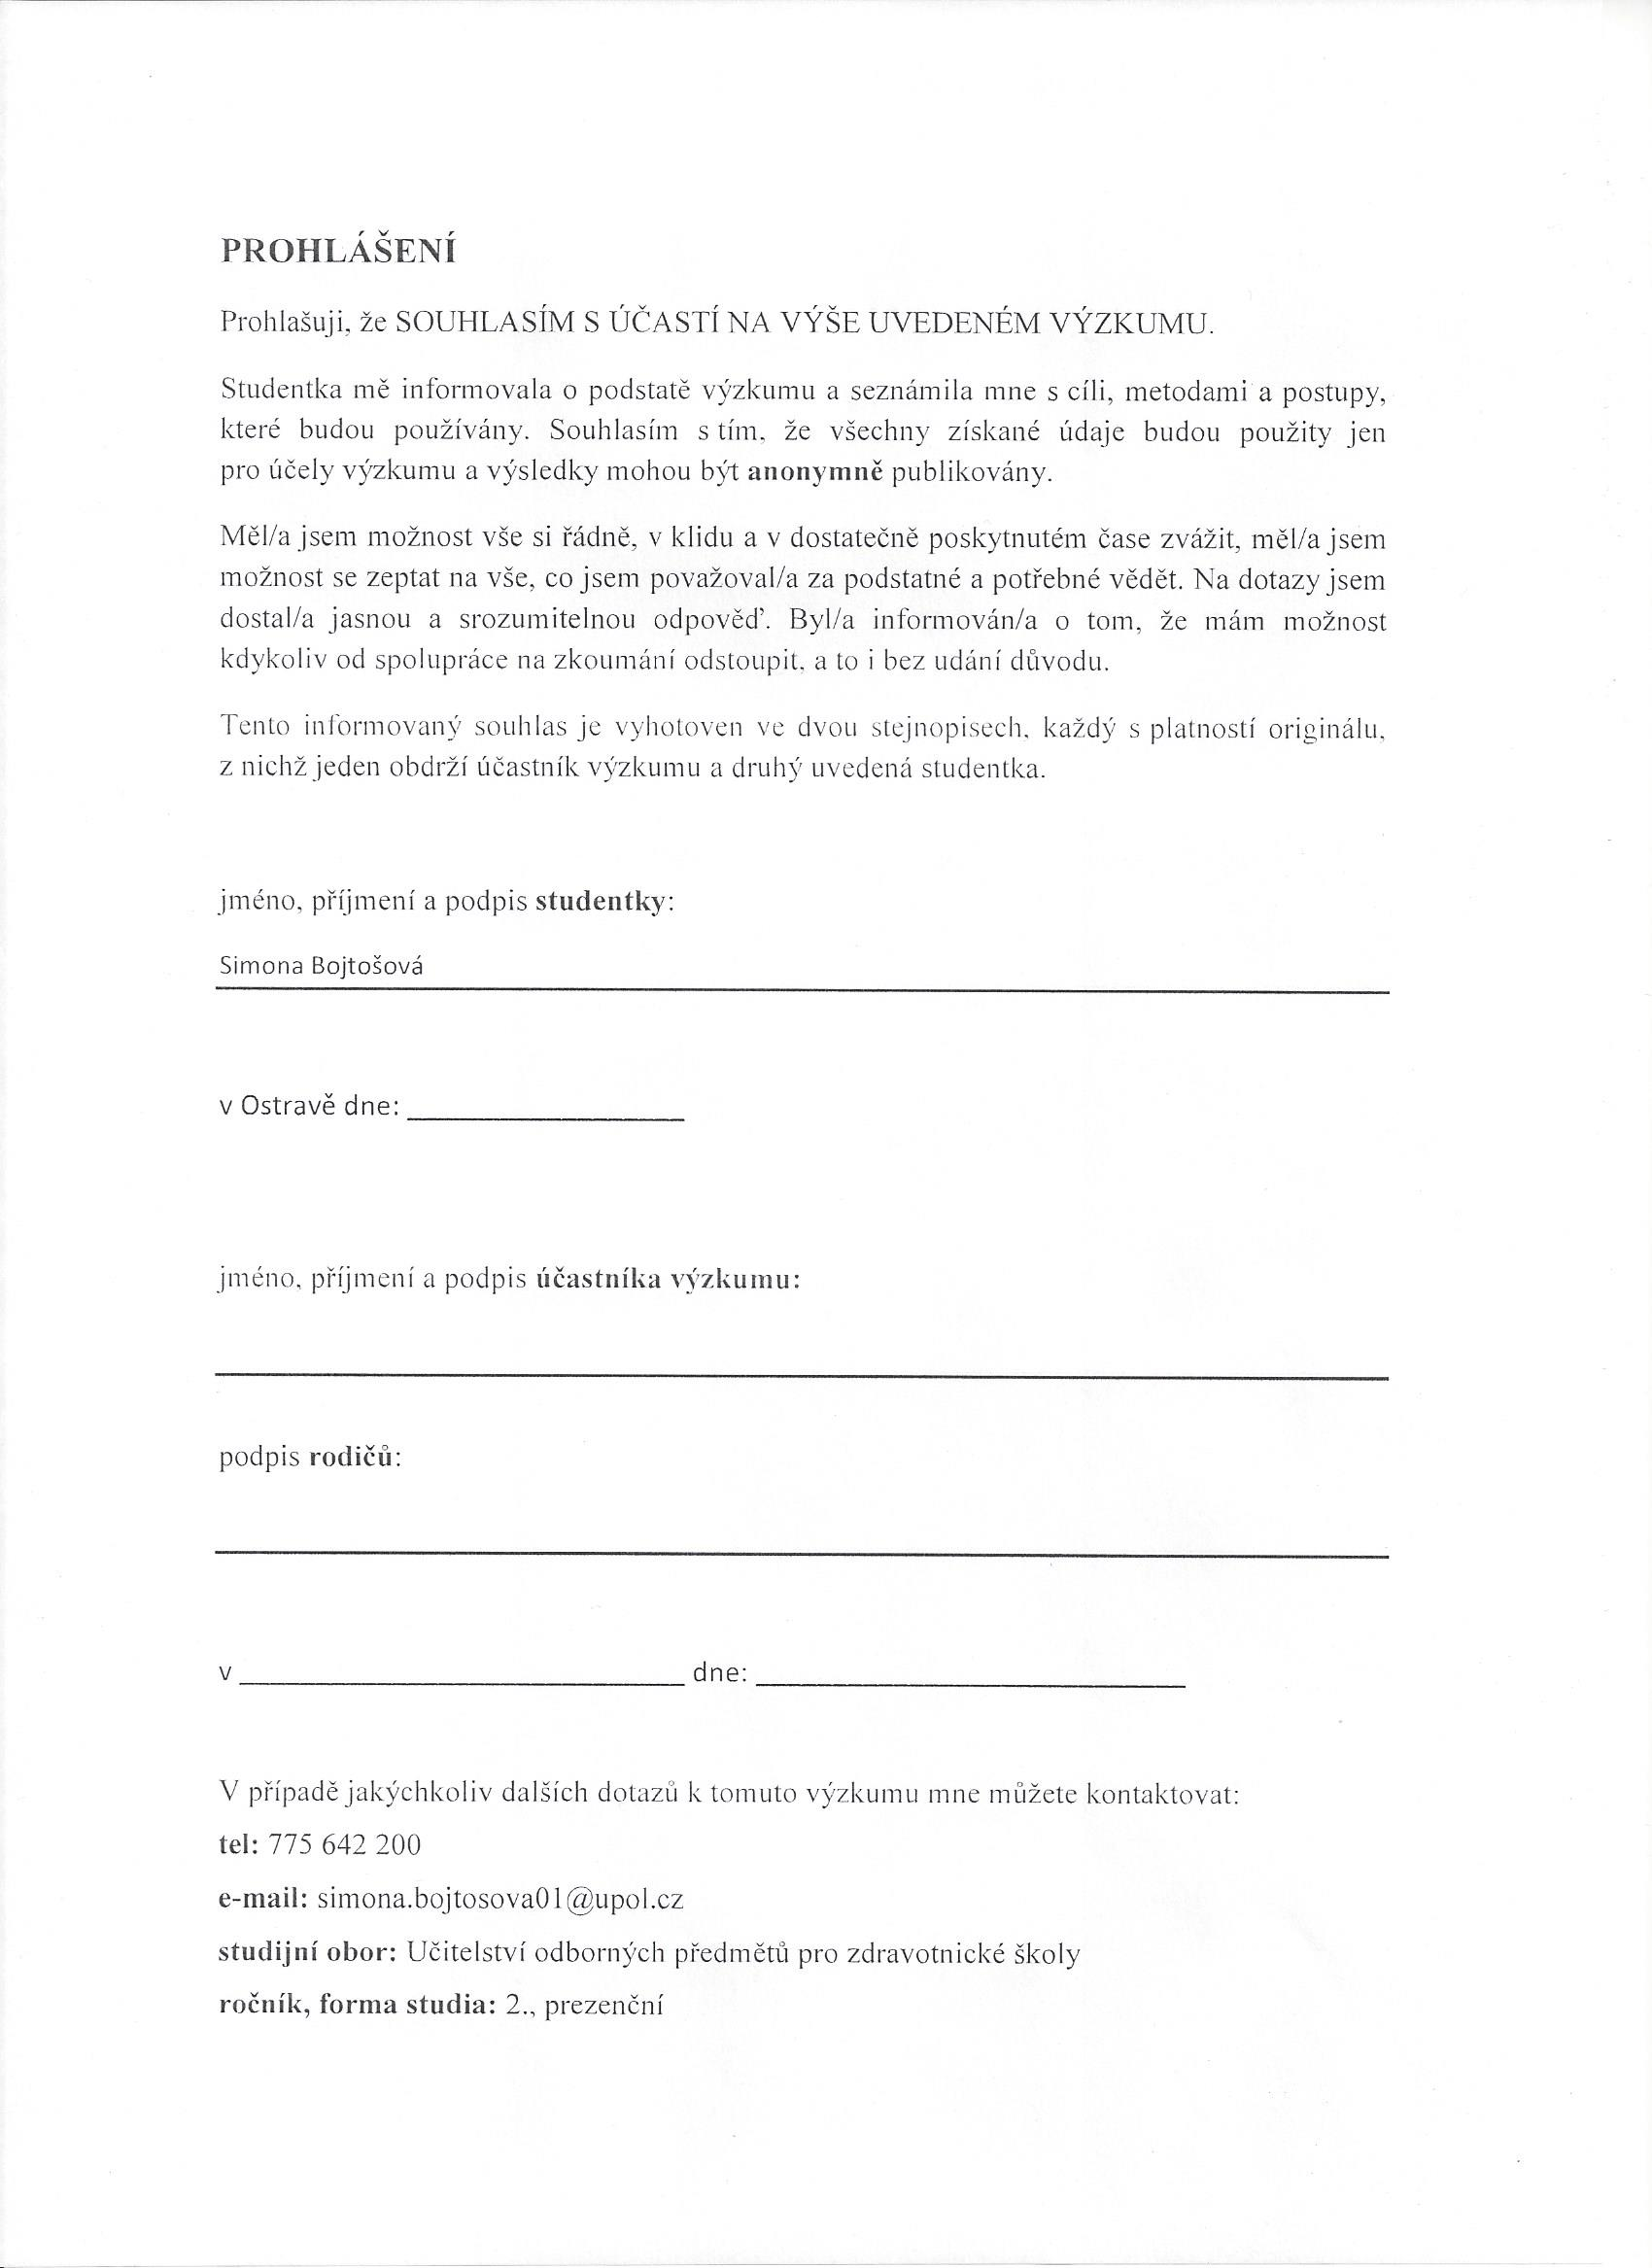 PROHLÁŠENÍ
Prohlašuji, že SOUHLASÍM S ÚČASTÍ NA VÝŠE UVEDENÉM VÝZKUMU.
Studentka mě informovala o podstatě výzkumu a seznámila mne s cíli, metodami a postupy,
které budou používány. Souhlasím s tím, že všechny získané údaje budou použity jen
pro účely výzkumu a výsledky mohou být anonymně publikovány.
Měl/a jsem možnost vše si řádně, v klidu a v dostatečně poskytnutém čase zvážit, měl/a jsem
možnost se zeptat na vše, co jsem považoval/a za podstatné a potřebné vědět. Na dotazy jsem
dostal/a jasnou a srozumitelnou odpověď. Byl/a informován/a o tom, že mám možnost
kdykoliv od spolupráce na zkoumání odstoupit, a to i bez udání důvodu.
Tento informovaný souhlas je vyhotoven ve dvou stejnopisech, každý s platností originálu,
z nichž jeden obdrží účastník výzkumu a druhý uvedená studentka.
jméno, příjmení a podpis studentky:
Simona Bojtošová
v Ostravě dne: ____________________
jméno, příjmení a podpis účastníka výzkumu:
podpis rodičů:
v ____________________ dne: ____________________
V případě jakýchkoliv dalších dotazů k tomuto výzkumu mne můžete kontaktovat:
tel: 775 642 200
e-mail: simona.bojtosova01@upol.cz
studijní obor: Učitelství odborných předmětů pro zdravotnické školy
ročník, forma studia: 2., prezenční